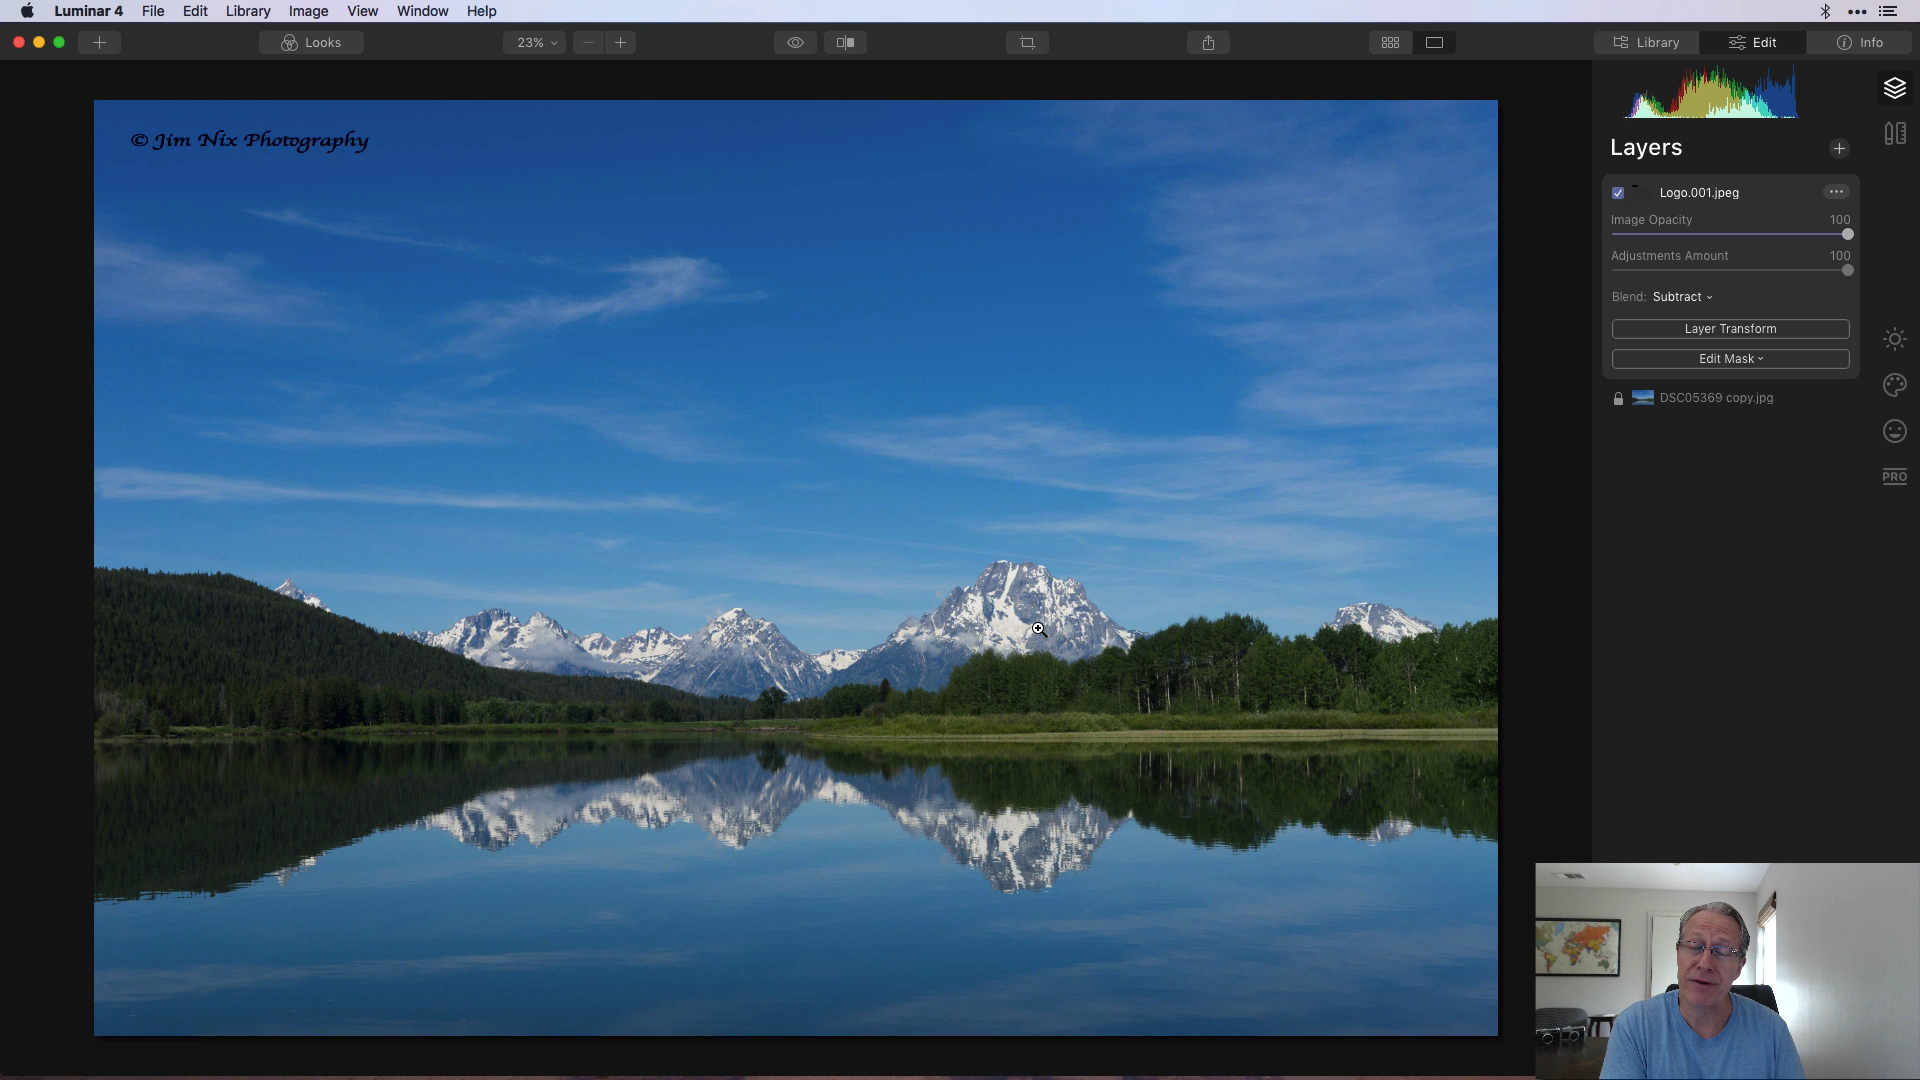 Luminar 4 File Edit Library Image View Window Help
Looks 23% Library Edit Info
© Jim Nix Photography
Layers
Logo.001.jpeg
Image Opacity 100
Adjustments Amount 100
Blend: Subtract
Layer Transform
Edit Mask
DSC05369 copy.jpg
PRO